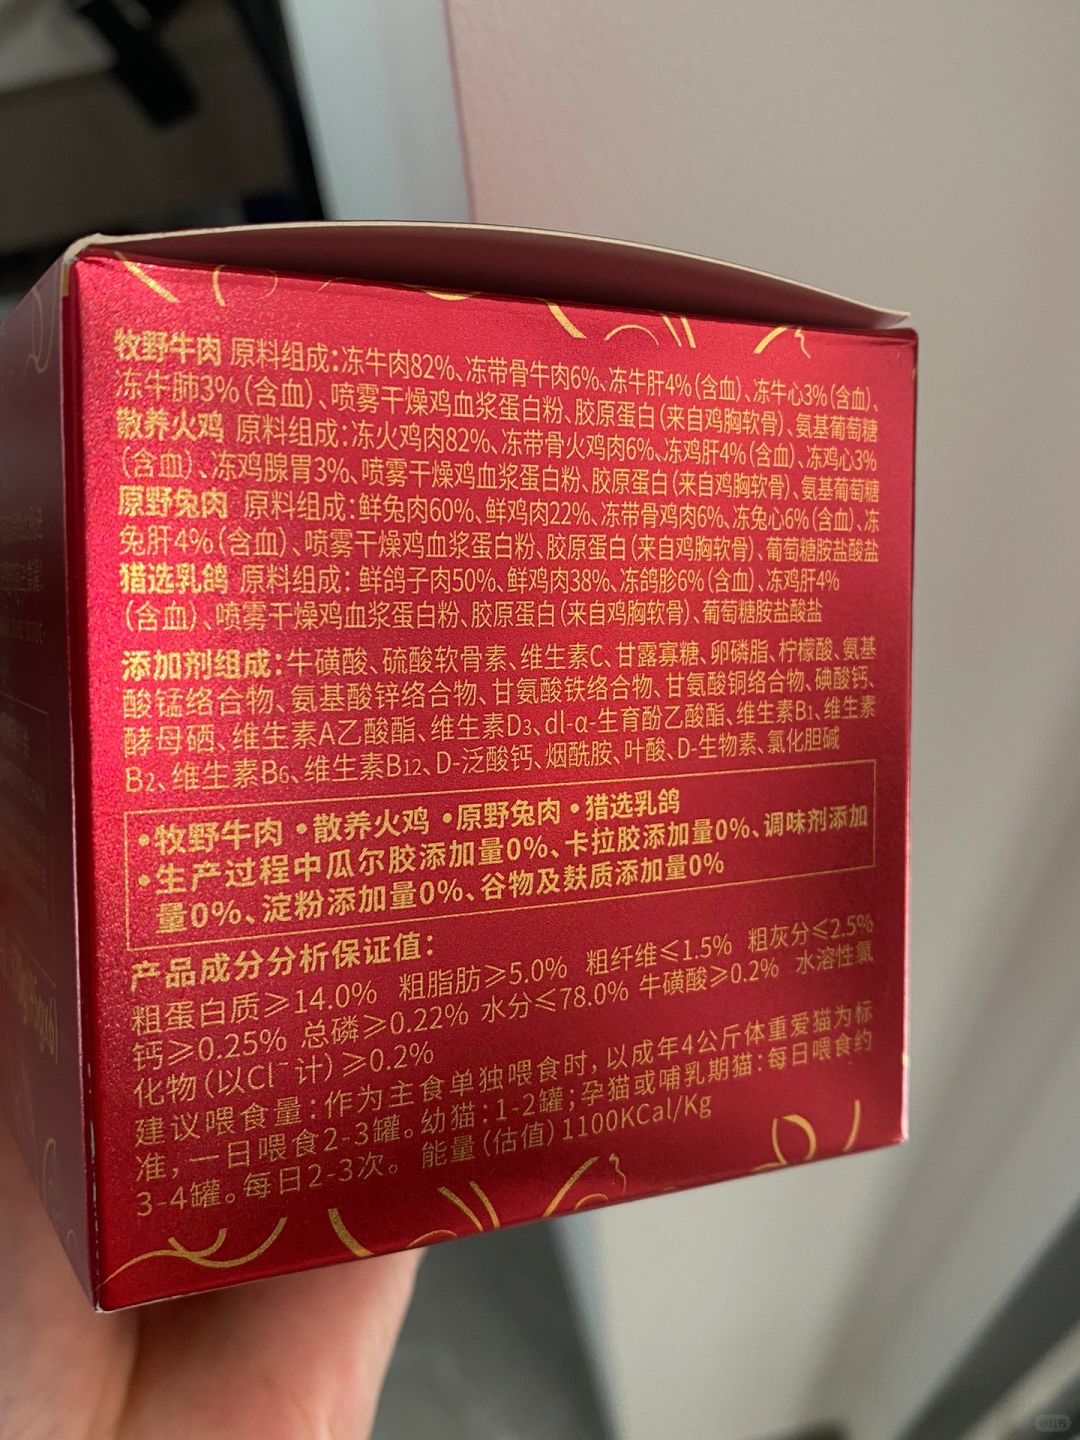 牧野牛肉 原料组成：冻牛肉82%、冻带骨牛肉6%、冻牛肝4%（含血）、冻牛心3%（含血）、
冻牛肺3%（含血）、喷雾干燥鸡血浆蛋白粉、胶原蛋白（来自鸡胸软骨）、氨基葡萄糖
散养火鸡 原料组成：冻火鸡肉82%、冻带骨火鸡肉6%、冻鸡肝4%（含血）、冻鸡心3%
（含血）、冻鸡腺胃3%、喷雾干燥鸡血浆蛋白粉、胶原蛋白（来自鸡胸软骨）、氨基葡萄糖
原野兔肉 原料组成：鲜兔肉60%、鲜鸡肉22%、冻带骨鸡肉6%、冻兔心6%（含血）、冻
兔肝4%（含血）、喷雾干燥鸡血浆蛋白粉、胶原蛋白（来自鸡胸软骨）、葡萄糖胺盐酸盐
猎选乳鸽 原料组成：鲜鸽子肉50%、鲜鸡肉38%、冻鸽胗6%（含血）、冻鸡肝4%
（含血）、喷雾干燥鸡血浆蛋白粉、胶原蛋白（来自鸡胸软骨）、葡萄糖胺盐酸盐
添加剂组成：牛磺酸、硫酸软骨素、维生素C、甘露寡糖、卵磷脂、柠檬酸、氨基
酸锰络合物、氨基酸锌络合物、甘氨酸铁络合物、甘氨酸铜络合物、碘酸钙、
酵母硒、维生素A乙酸酯、维生素D3、dl-α-生育酚乙酸酯、维生素B1、维生素
B2、维生素B6、维生素B12、D-泛酸钙、烟酰胺、叶酸、D-生物素、氯化胆碱
•牧野牛肉 •散养火鸡 •原野兔肉 •猎选乳鸽
•生产过程中瓜尔胶添加量0%、卡拉胶添加量0%、调味剂添加
量0%、淀粉添加量0%、谷物及麸质添加量0%
产品成分分析保证值：
粗蛋白质≥14.0% 粗脂肪≥5.0% 粗纤维≤1.5% 粗灰分≤2.5%
钙≥0.25% 总磷≥0.22% 水分≤78.0% 牛磺酸≥0.2% 水溶性氯
化物（以Cl⁻计）≥0.2%
建议喂食量：作为主食单独喂食时，以成年4公斤体重爱猫为标
准，一日喂食2-3罐。幼猫：1-2罐；孕猫或哺乳期猫：每日喂食约
3-4罐。每日2-3次。 能量（估值）1100KCal/Kg
小红书